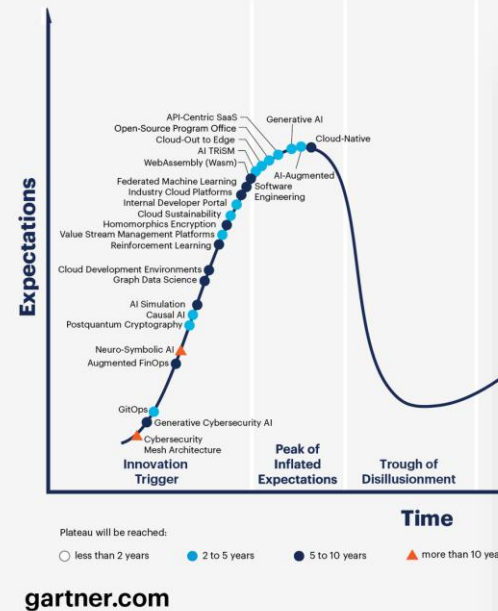 Expectations
API-Centric SaaS
Generative AI
Open-Source Program Office
Cloud-Out to Edge
Cloud-Native
AI TRiSM
WebAssembly (Wasm)
AI-Augmented
Software
Engineering
Federated Machine Learning
Industry Cloud Platforms
Internal Developer Portal
Cloud Sustainability
Homomorphics Encryption
Value Stream Management Platforms
Reinforcement Learning
Cloud Development Environments
Graph Data Science
AI Simulation
Causal AI
Postquantum Cryptography
Neuro-Symbolic AI
Augmented FinOps
GitOps
Generative Cybersecurity AI
Cybersecurity
Mesh Architecture
Innovation
Trigger
Peak of
Inflated
Expectations
Trough of
Disillusionment
Time
Plateau will be reached:
less than 2 years
2 to 5 years
5 to 10 years
more than 10 yea
gartner.com